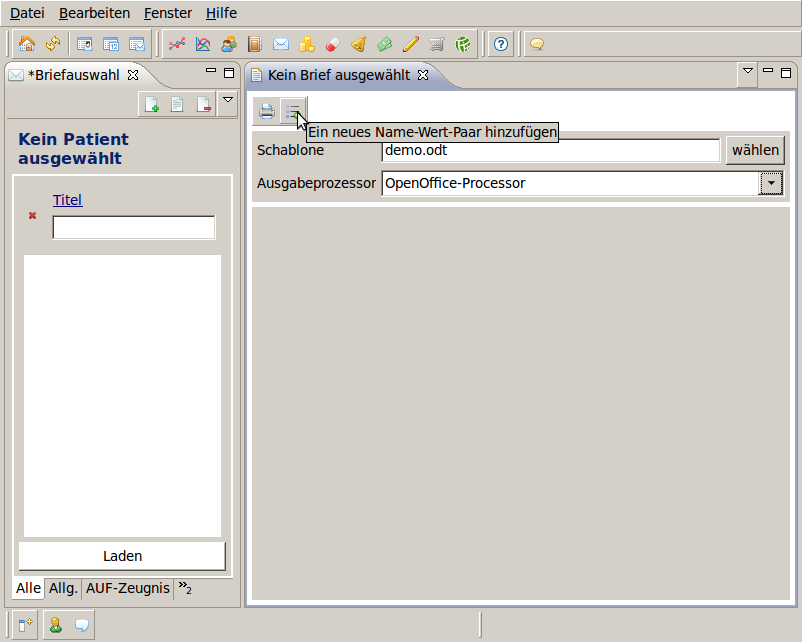 Datei Bearbeiten Fenster Hilfe
*Briefauswahl
Kein Brief ausgewählt
Kein Patient
ausgewählt
Titel
Laden
Alle Allg. AUF-Zeugnis »2
Ein neues Name-Wert-Paar hinzufügen
Schablone demo.odt wählen
Ausgabeprozessor OpenOffice-Processor